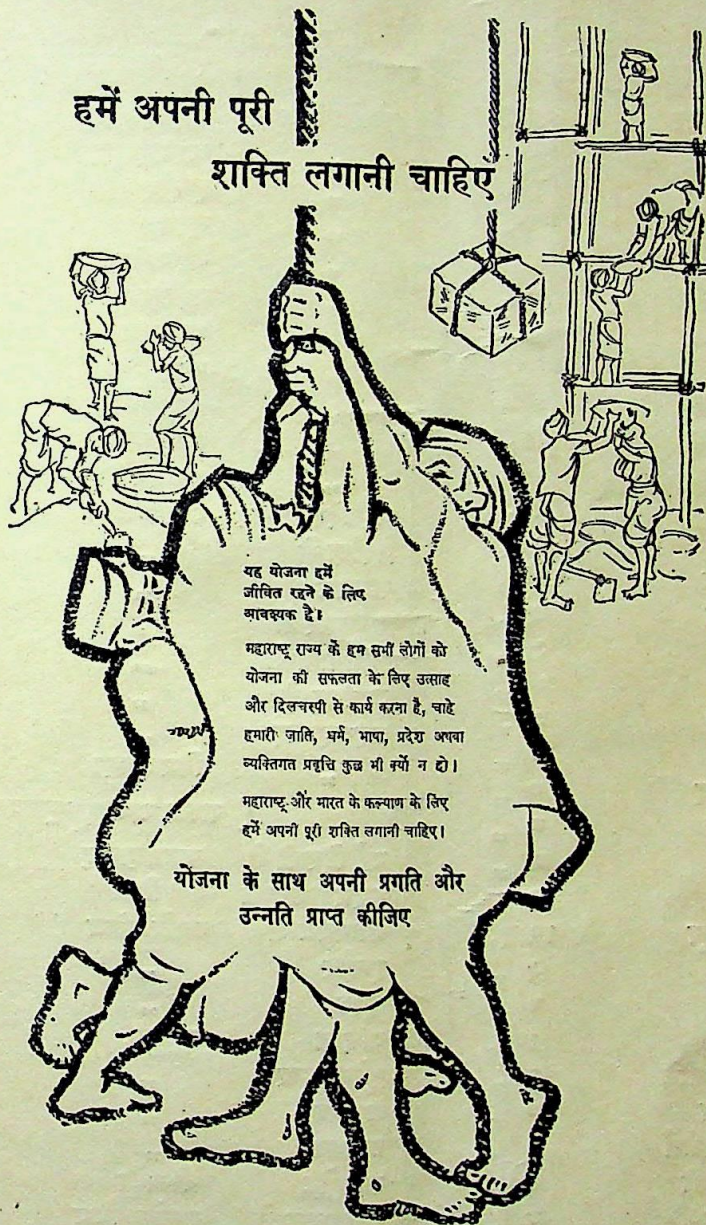 हमें अपनी पूरी
शक्ति लगानी चाहिए
यह योजना हमें
जीवित रहने के लिए
आवश्यक है।
महाराष्ट्र राज्य के हम सभी लोगों को
योजना की सफलता के लिए उत्साह
और दिलचस्पी से कार्य करना है, चाहे
हमारी जाति, धर्म, भाषा, प्रदेश अथवा
व्यक्तिगत प्रवृत्ति कुछ भी क्यों न हो।
महाराष्ट्र और भारत के कल्याण के लिए
हमें अपनी पूरी शक्ति लगानी चाहिए।
योजना के साथ अपनी प्रगति और
उन्नति प्राप्त कीजिए